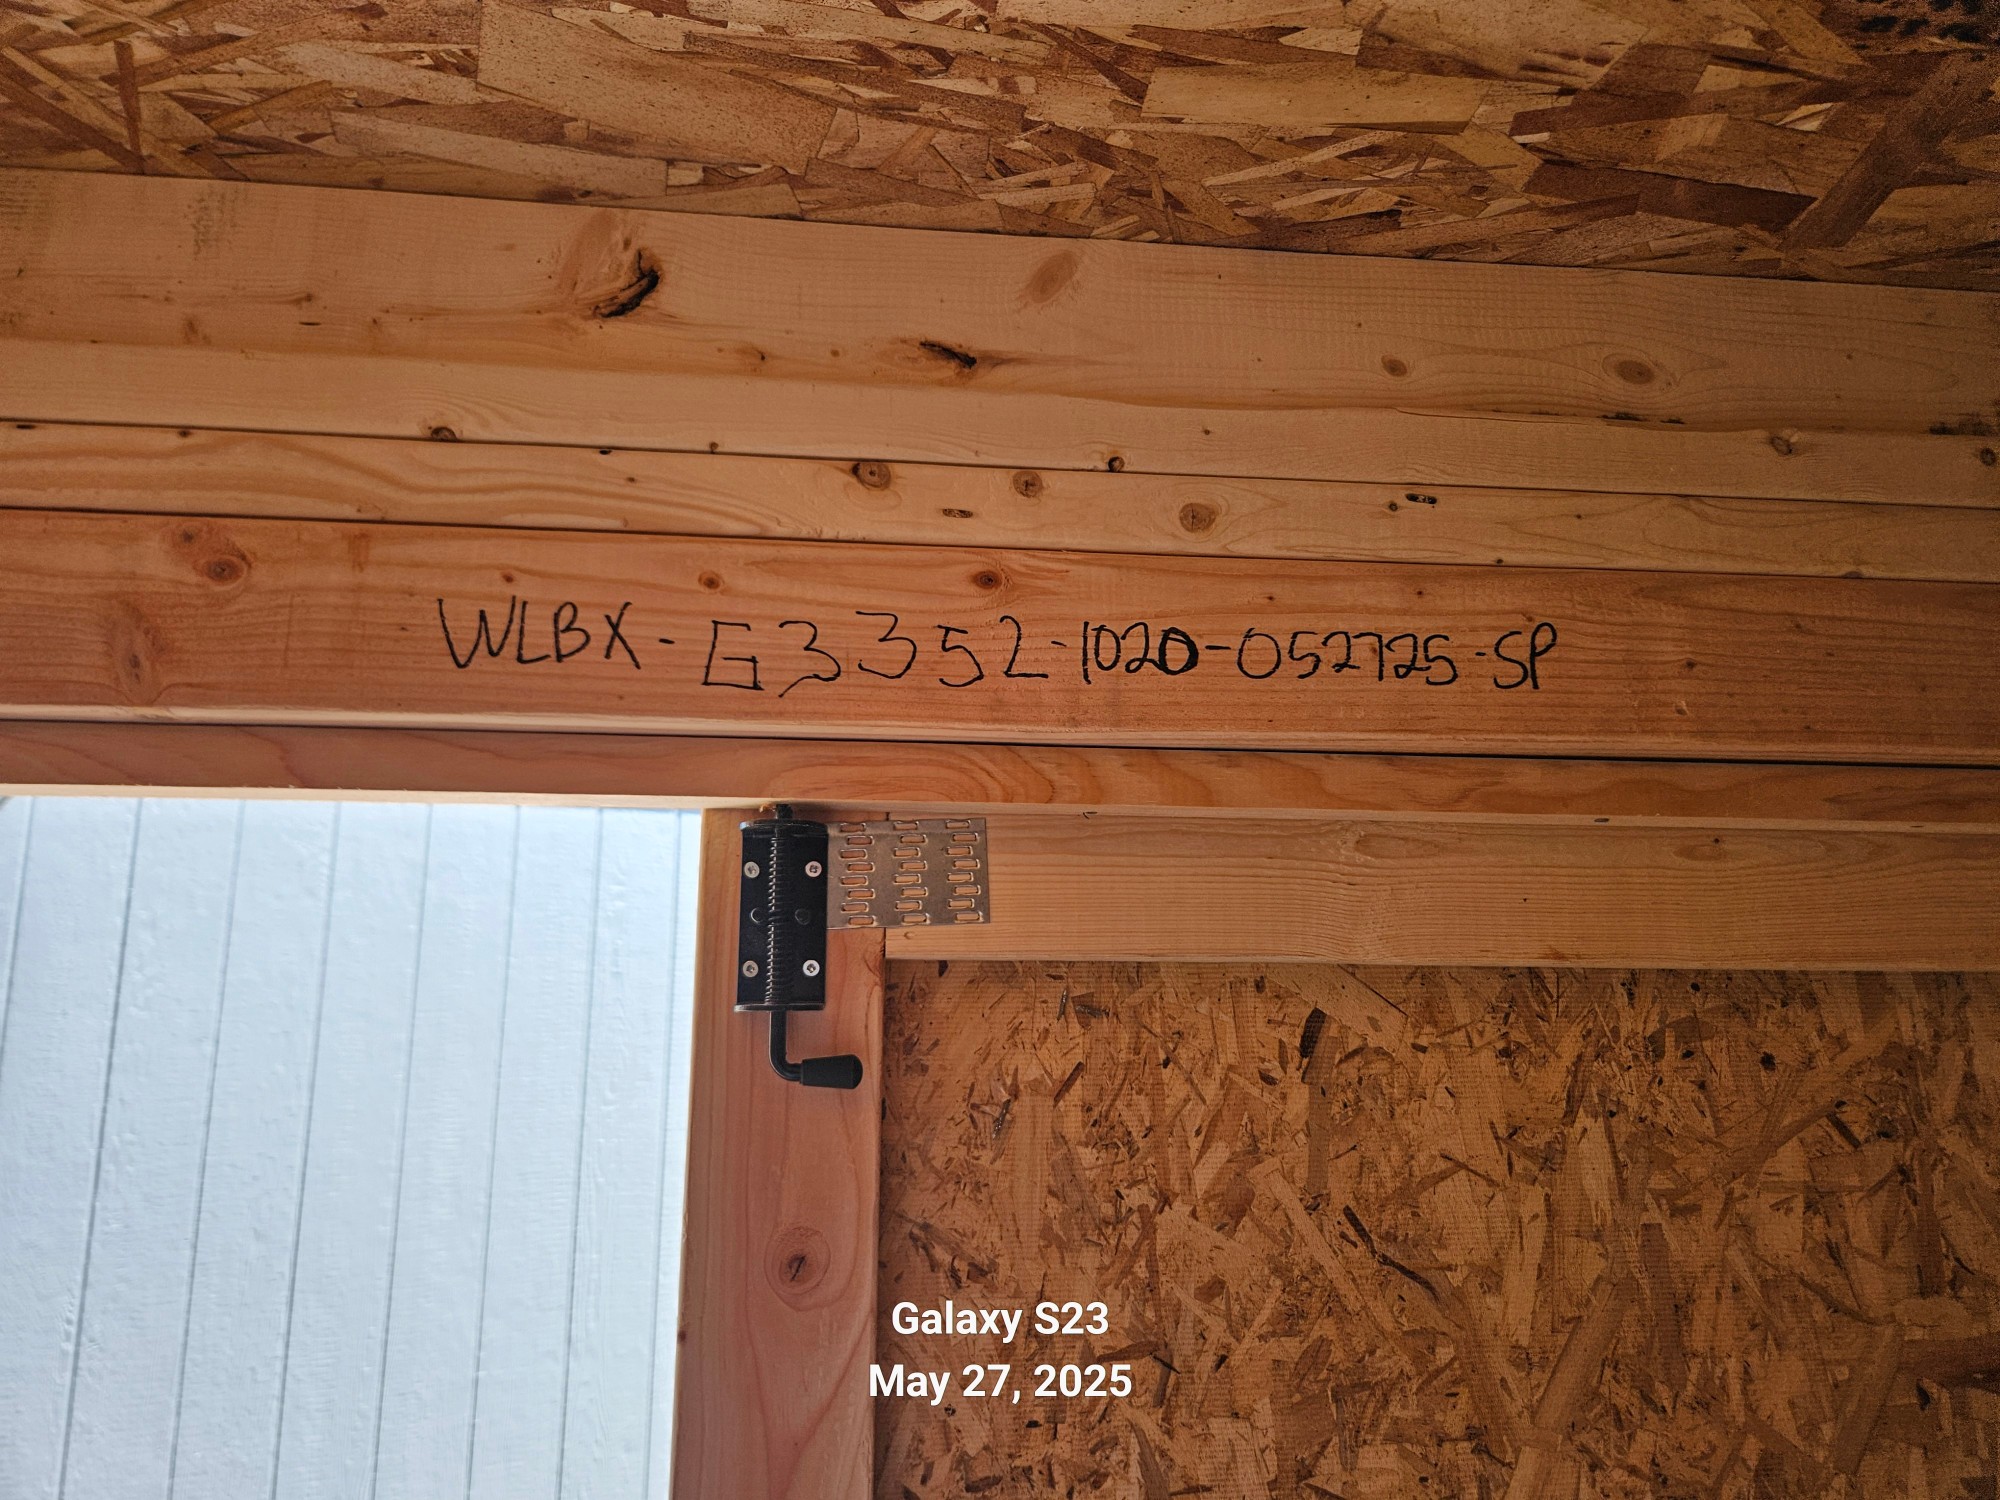 WLBX-G3352-1020-052725-SP
Galaxy S23
May 27, 2025